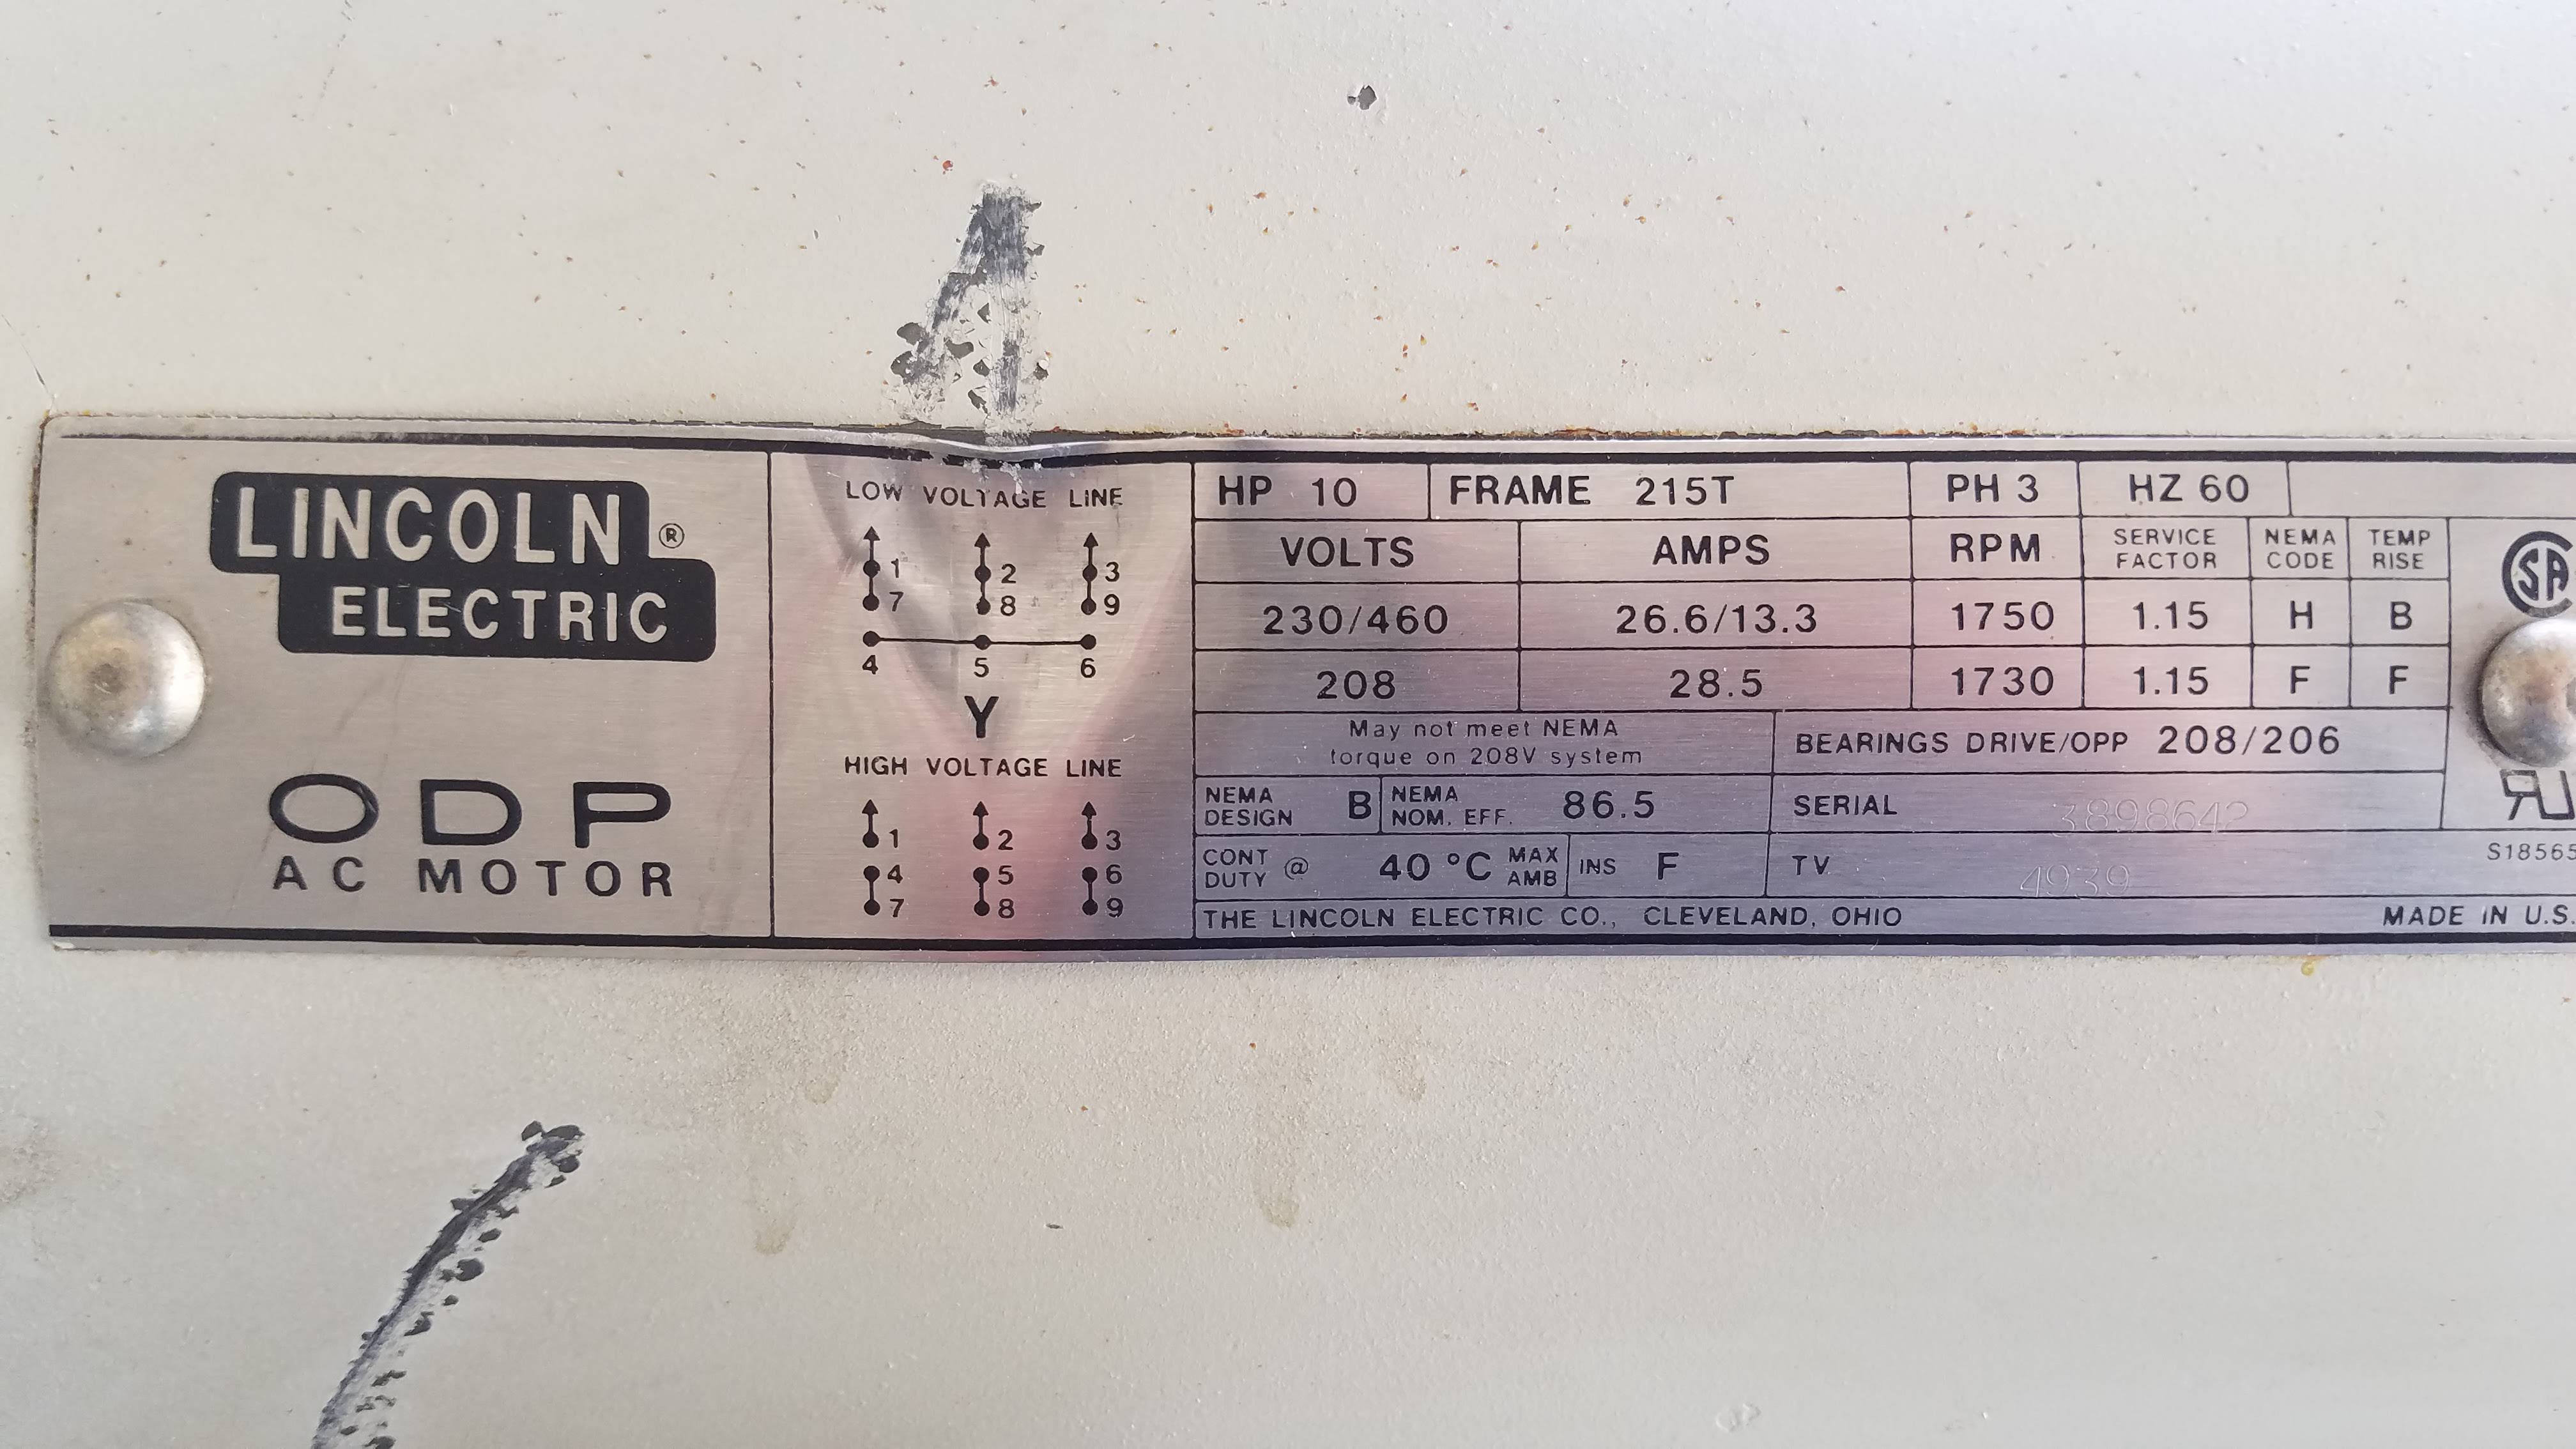 LINCOLN ®
ELECTRIC
ODP
AC MOTOR
LOW VOLTAGE LINE
1 2 3
7 8 9
4 5 6
Y
HIGH VOLTAGE LINE
1 2 3
4 5 6
7 8 9
HP 10 FRAME 215T PH 3 HZ 60
VOLTS AMPS RPM SERVICE FACTOR NEMA CODE TEMP RISE
230/460 26.6/13.3 1750 1.15 H B
208 28.5 1730 1.15 F F
May not meet NEMA
torque on 208V system
BEARINGS DRIVE/OPP 208/206
NEMA DESIGN B NEMA NOM. EFF. 86.5 SERIAL 3898642
CONT DUTY @ 40 °C MAX AMB INS F TV 4939
THE LINCOLN ELECTRIC CO., CLEVELAND, OHIO MADE IN U.S.
SA
RU
S18565